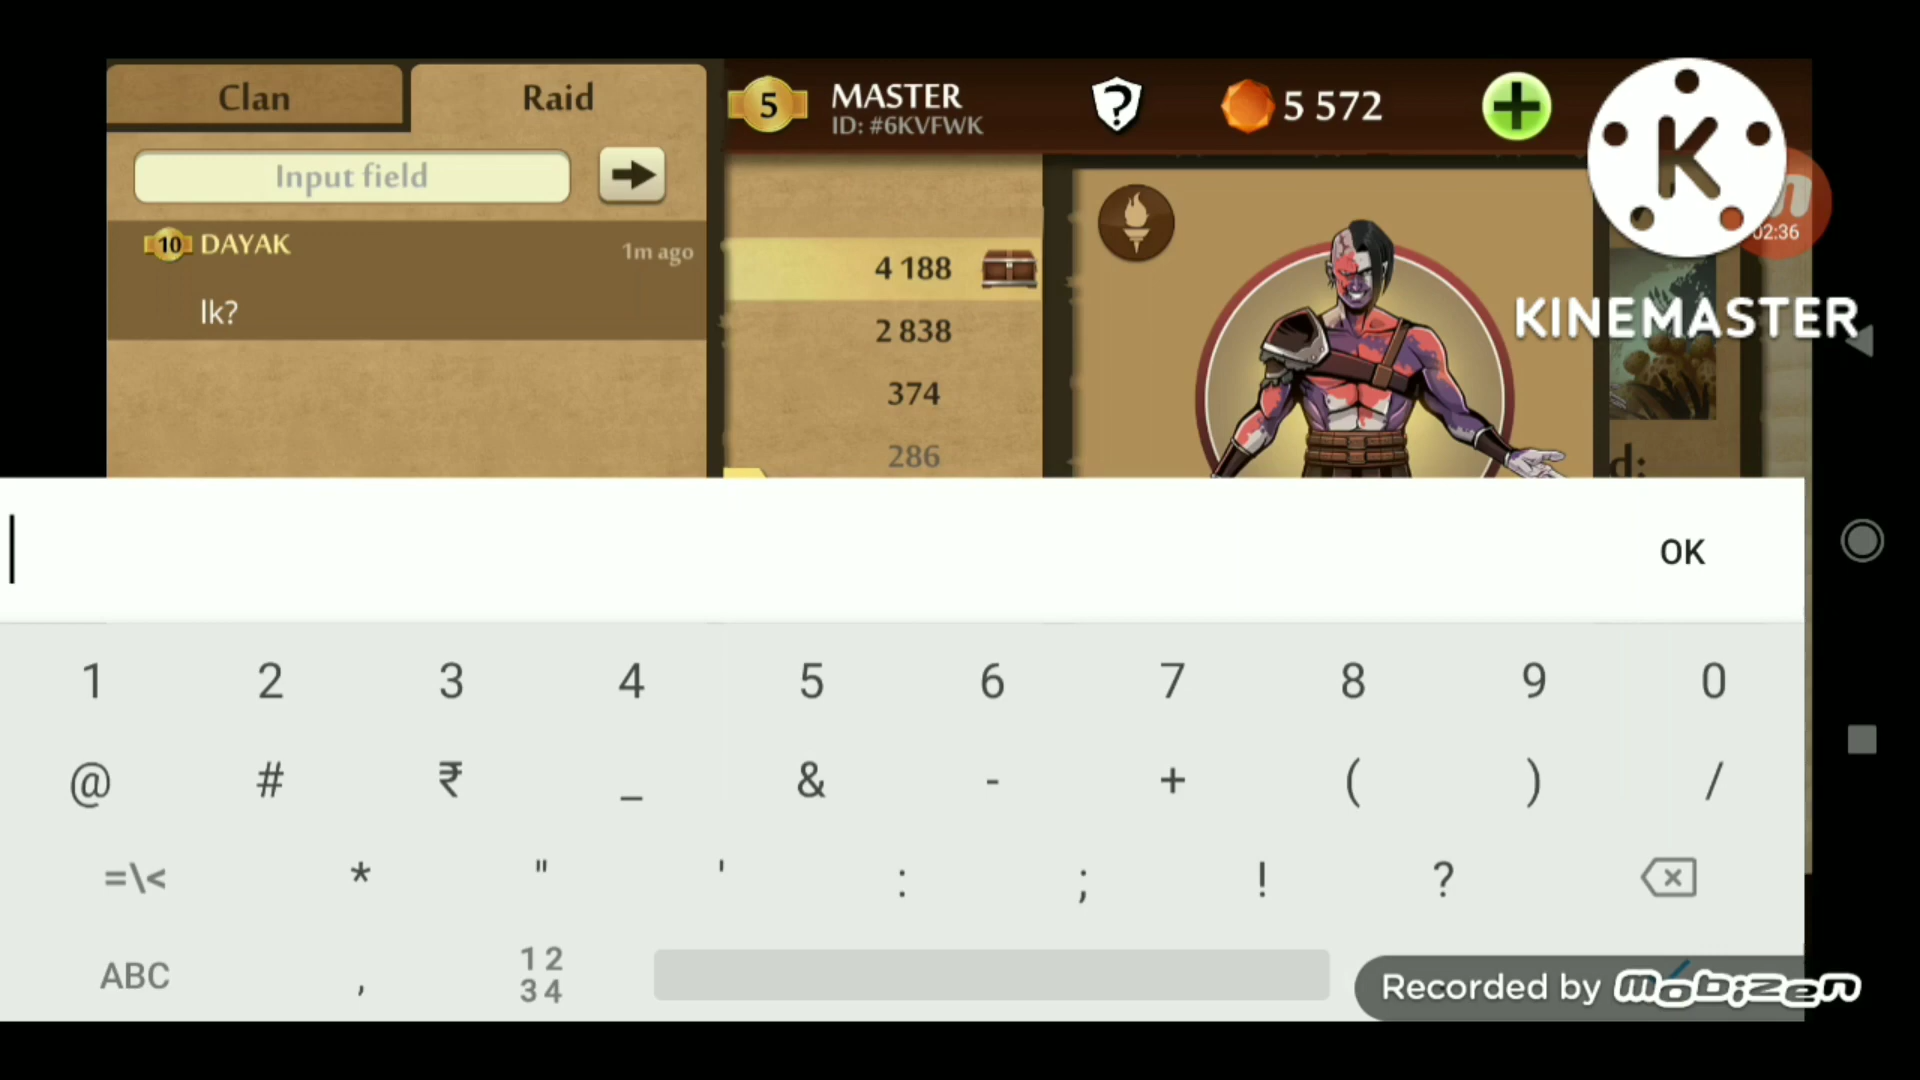 Clan
Raid
5
MASTER
ID: #6KVFWK
?
5 572
K
02:36
KINEMASTER
Input field
10 DAYAK
1m ago
lk?
4 188
2 838
374
286
d:
OK
1 2 3 4 5 6 7 8 9 0
@ # ₹ _ & - + ( ) /
=\< * " ' : ; ! ?
ABC , 1 2 3 4
Recorded by mobizen